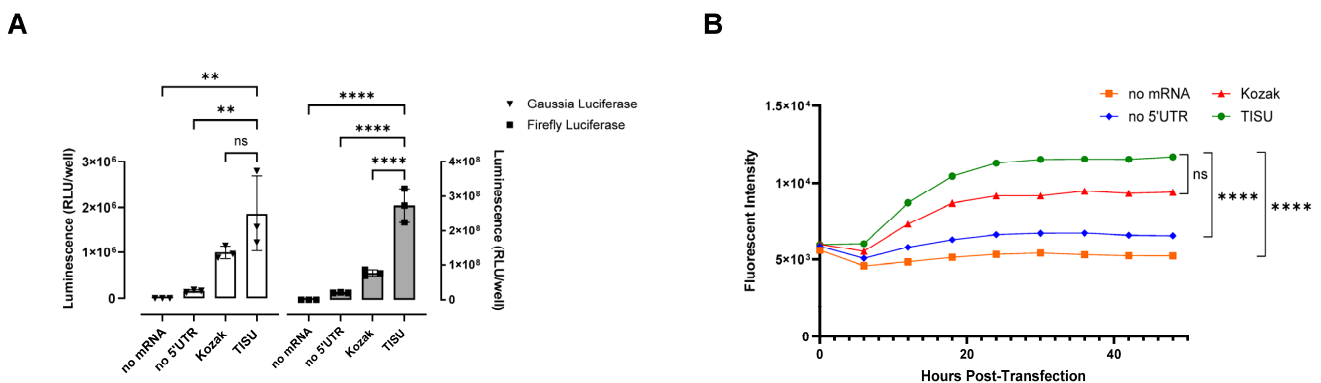 A
B
**
****
**
****
ns
****
Gaussia Luciferase
Firefly Luciferase
Luminescence (RLU/well)
3×10⁶
2×10⁶
1×10⁶
0
4×10⁸
3×10⁸
2×10⁸
1×10⁸
0
Luminescence (RLU/well)
no mRNA
no 5'UTR
Kozak
TISU
no mRNA
no 5'UTR
Kozak
TISU
no mRNA
Kozak
no 5'UTR
TISU
Fluorescent Intensity
1.5×10⁴
1×10⁴
5×10³
0
ns
****
****
0
20
40
Hours Post-Transfection